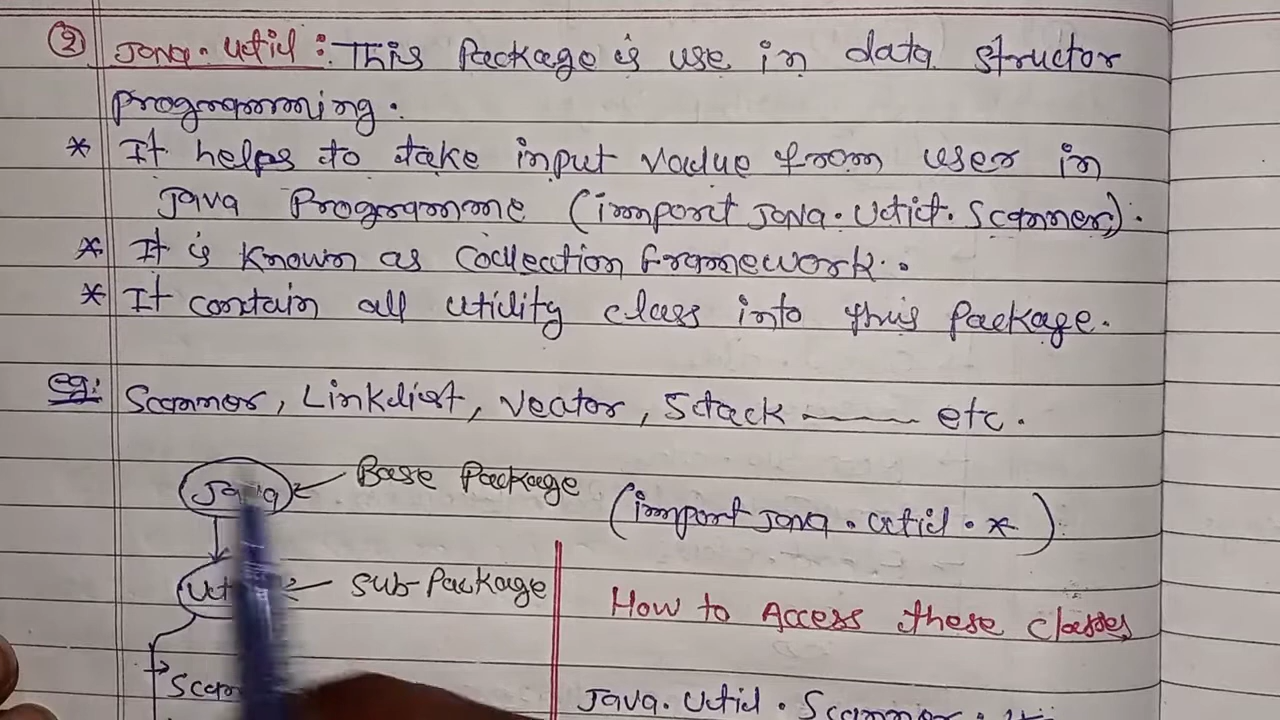 ② Java.util : This Package is use in data structor
programming.
* It helps to take input value from user in
Java Programme (import Java.util.Scanner;).
* It is known as Collection Framework.
* It contain all utility class into this Package.
eg: Scanner, Linklist, Vector, Stack —— etc.
Java ← Base Package
(import Java.util.*)
← Sub-Package
How to Access these classes
Java.util.Scanner.